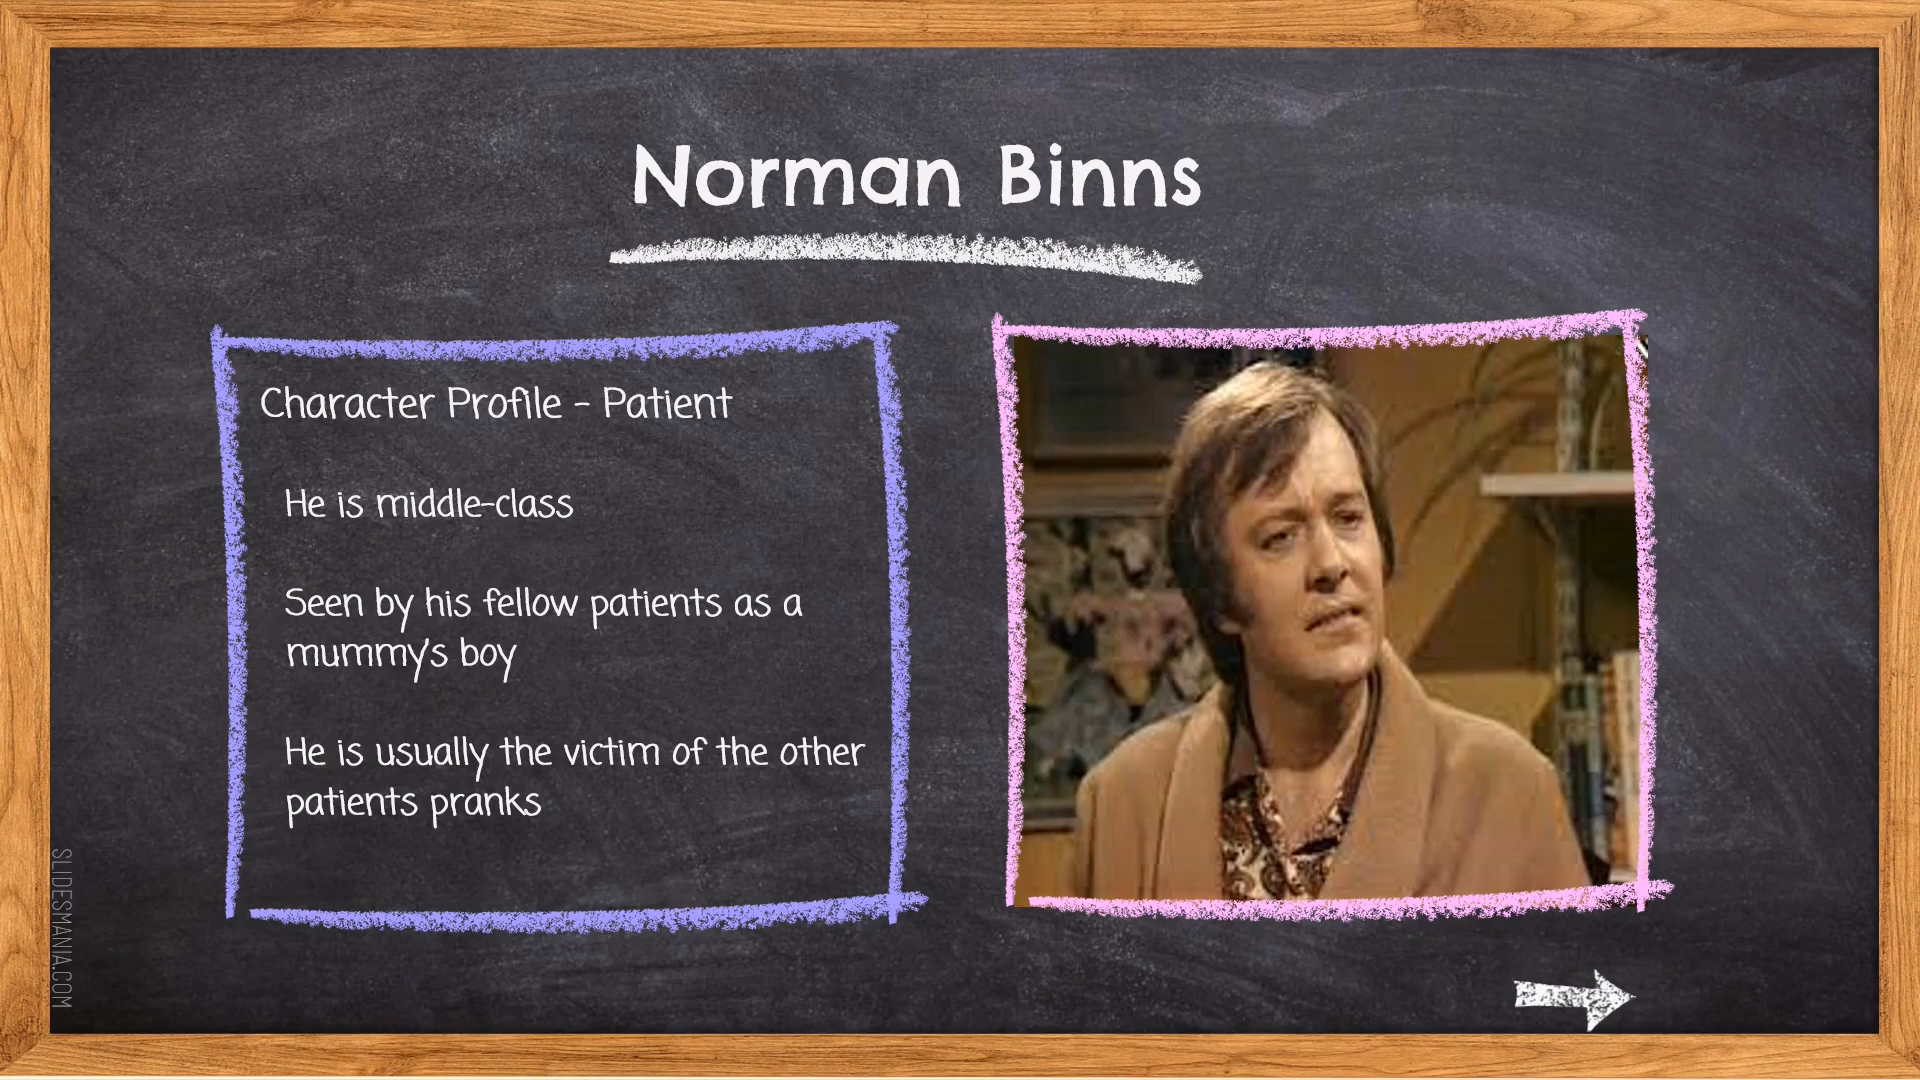 Norman Binns
Character Profile - Patient
He is middle-class
Seen by his fellow patients as a
mummy's boy
He is usually the victim of the other
patients pranks
SLIDESMANIA.COM